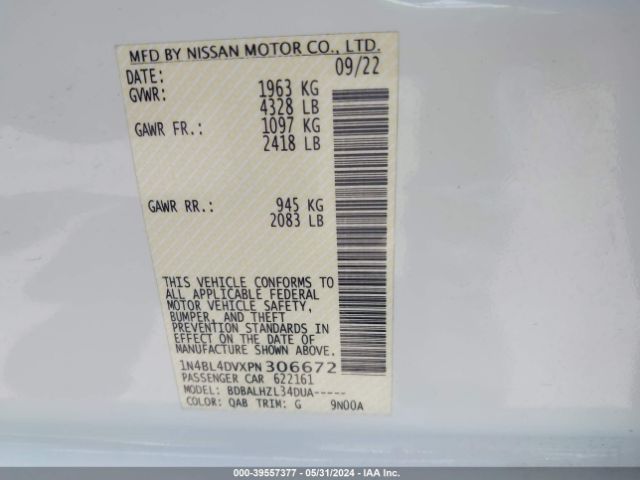 MFD BY NISSAN MOTOR CO., LTD.
DATE: 09/22
GVWR: 1963 KG
4328 LB
GAWR FR.: 1097 KG
2418 LB
GAWR RR.: 945 KG
2083 LB
THIS VEHICLE CONFORMS TO
ALL APPLICABLE FEDERAL
MOTOR VEHICLE SAFETY,
BUMPER, AND THEFT
PREVENTION STANDARDS IN
EFFECT ON THE DATE OF
MANUFACTURE SHOWN ABOVE.
1N4BL4DVXPN306672
PASSENGER CAR 622161
MODEL: BDBALHZL34DUA-----
COLOR: QAB TRIM: G 9N00A
000-39557377 - 05/31/2024 - IAA Inc.